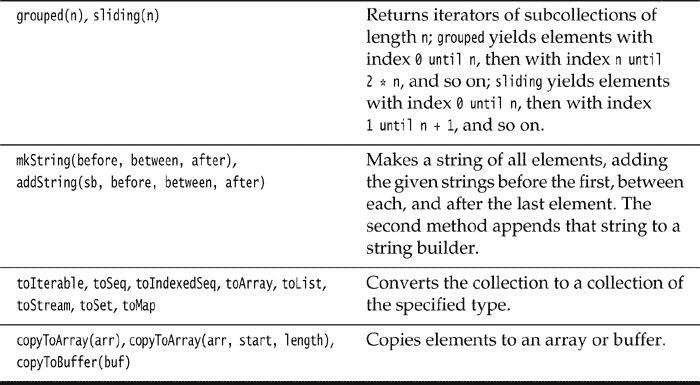 grouped(n), sliding(n)
Returns iterators of subcollections of
length n; grouped yields elements with
index 0 until n, then with index n until
2 * n, and so on; sliding yields elements
with index 0 until n, then with index
1 until n + 1, and so on.
mkString(before, between, after),
addString(sb, before, between, after)
Makes a string of all elements, adding
the given strings before the first, between
each, and after the last element. The
second method appends that string to a
string builder.
toIterable, toSeq, toIndexedSeq, toArray, toList,
toStream, toSet, toMap
Converts the collection to a collection of
the specified type.
copyToArray(arr), copyToArray(arr, start, length),
copyToBuffer(buf)
Copies elements to an array or buffer.